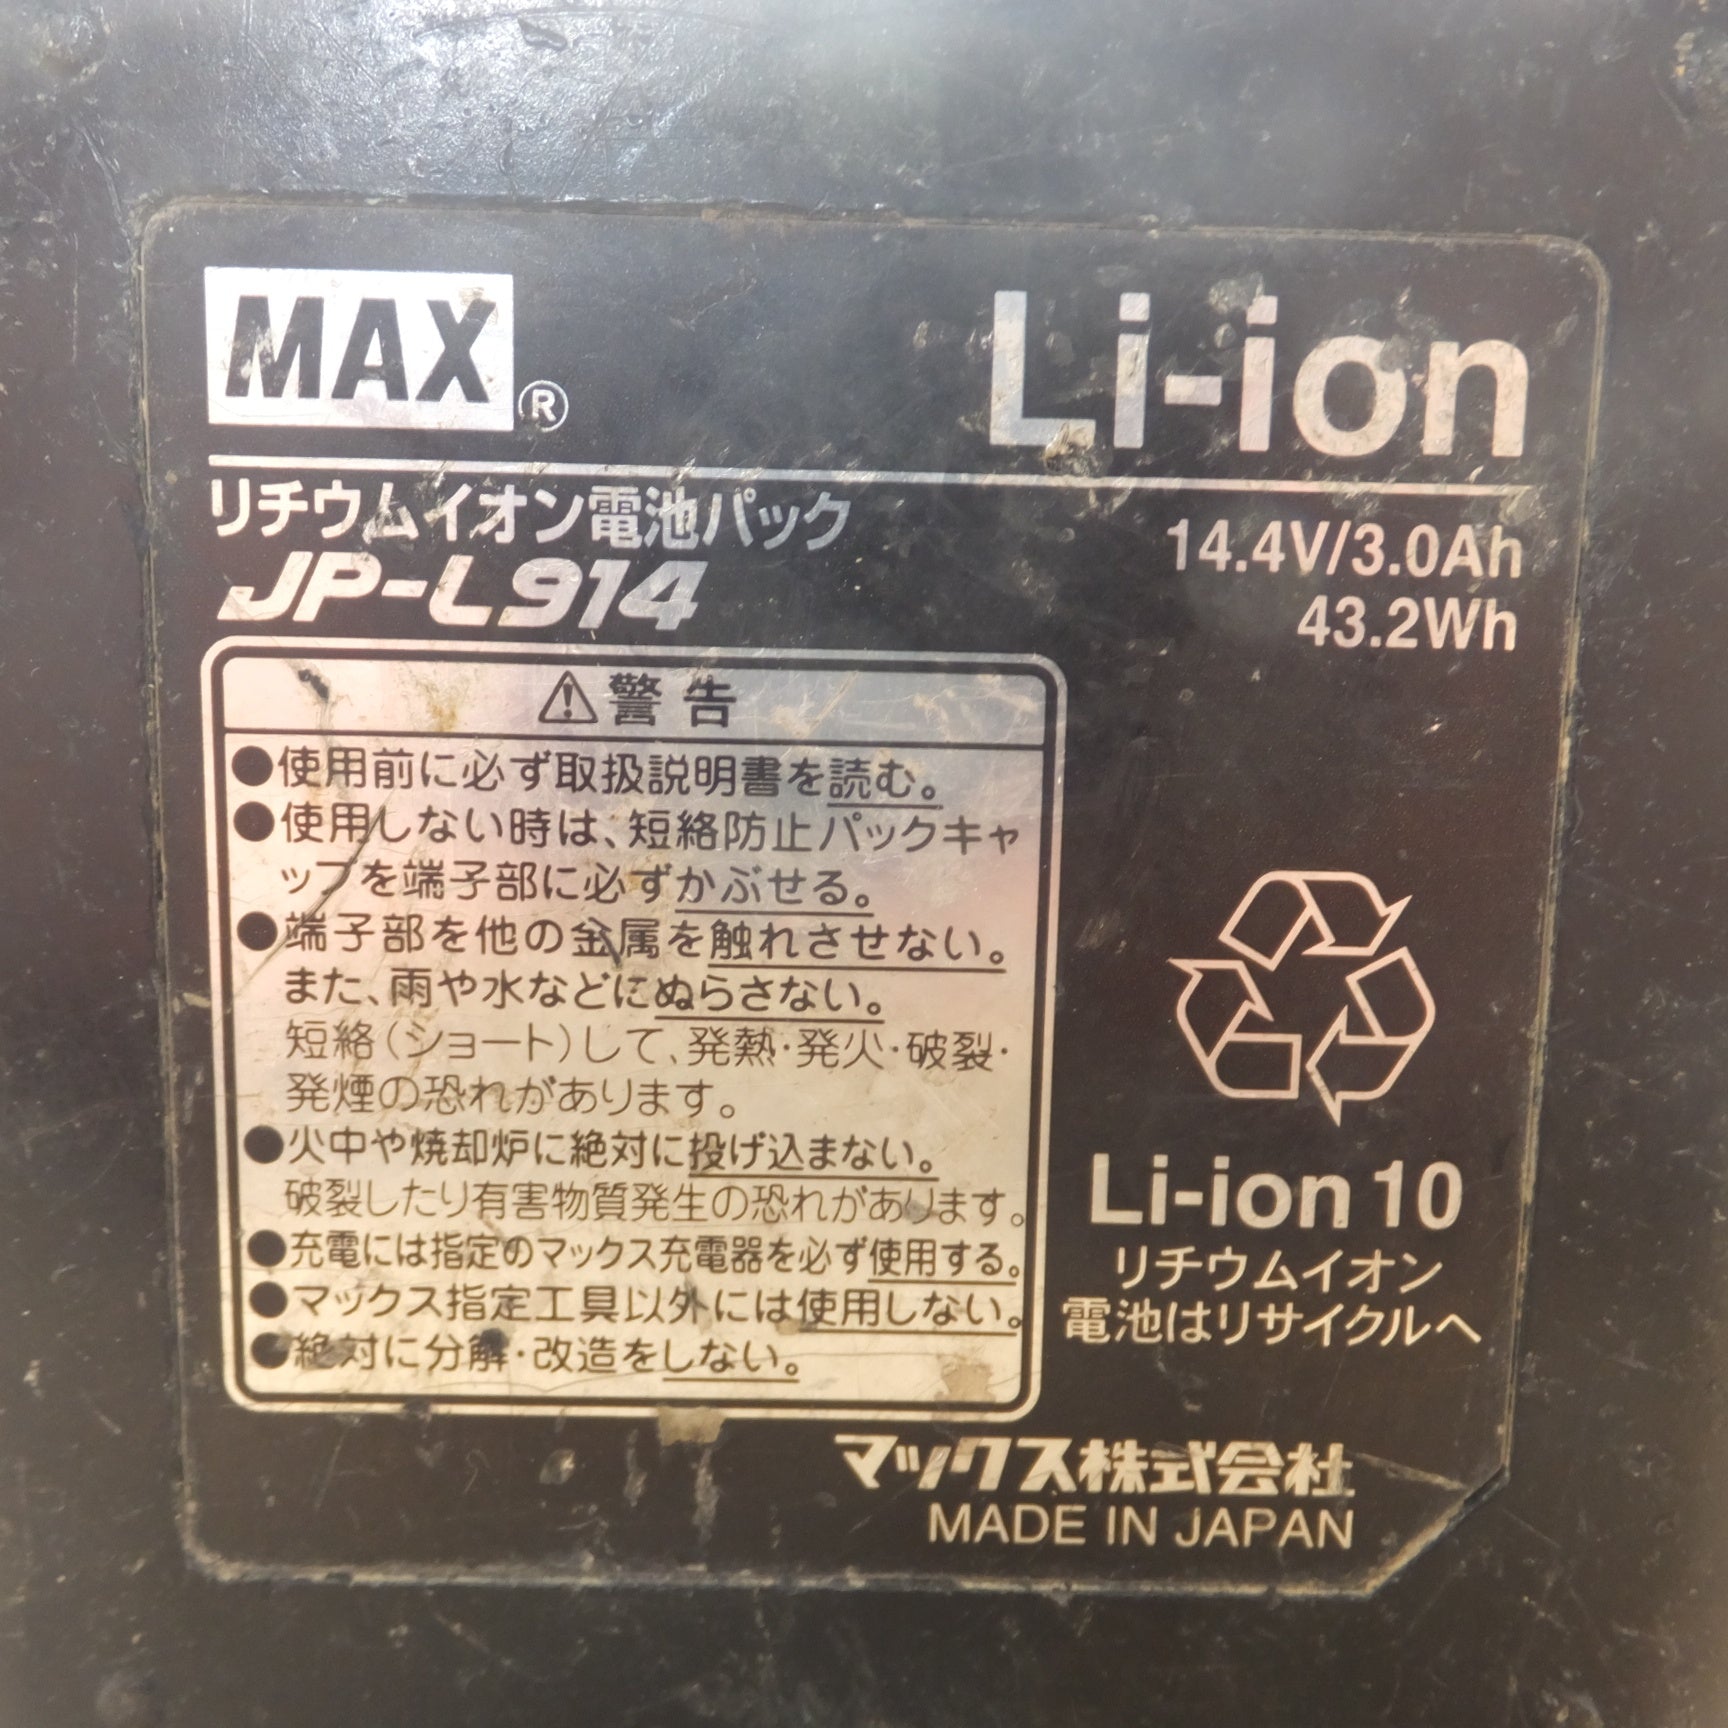 MAX®
Li-ion
リチウムイオン電池パック
JP-L914
14.4V/3.0Ah
43.2Wh
⚠警告
●使用前に必ず取扱説明書を読む。
●使用しない時は、短絡防止パックキャ
ップを端子部に必ずかぶせる。
●端子部を他の金属を触れさせない。
また、雨や水などにぬらさない。
短絡(ショート)して、発熱・発火・破裂・
発煙の恐れがあります。
●火中や焼却炉に絶対に投げ込まない。
破裂したり有害物質発生の恐れがあります。
●充電には指定のマックス充電器を必ず使用する。
●マックス指定工具以外には使用しない。
●絶対に分解・改造をしない。
Li-ion 10
リチウムイオン
電池はリサイクルへ
マックス株式会社
MADE IN JAPAN